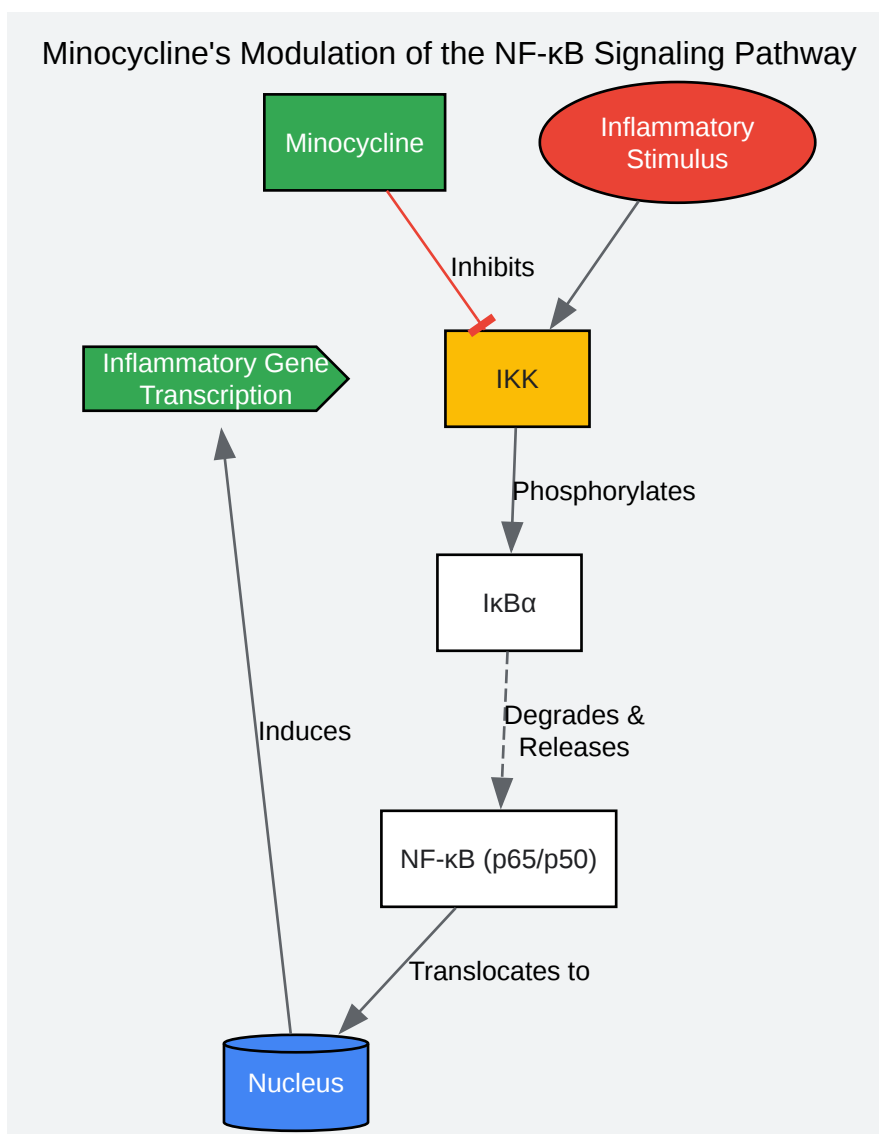 Minocycline's Modulation of the NF-κB Signaling Pathway
Minocycline
Inflammatory
Stimulus
Inhibits
Inflammatory Gene
Transcription
IKK
Phosphorylates
IκBα
Degrades &
Releases
Induces
NF-κB (p65/p50)
Translocates to
Nucleus